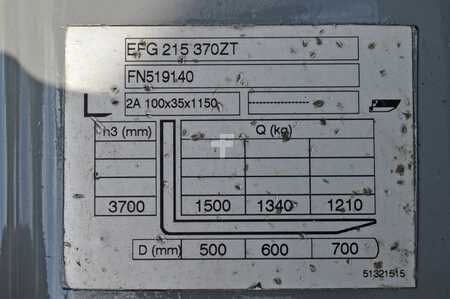 EFG 215 370ZT
FN519140
2A 100x35x1150
h3 (mm) Q (kg)
3700 1500 1340 1210
D (mm) 500 600 700
51321515